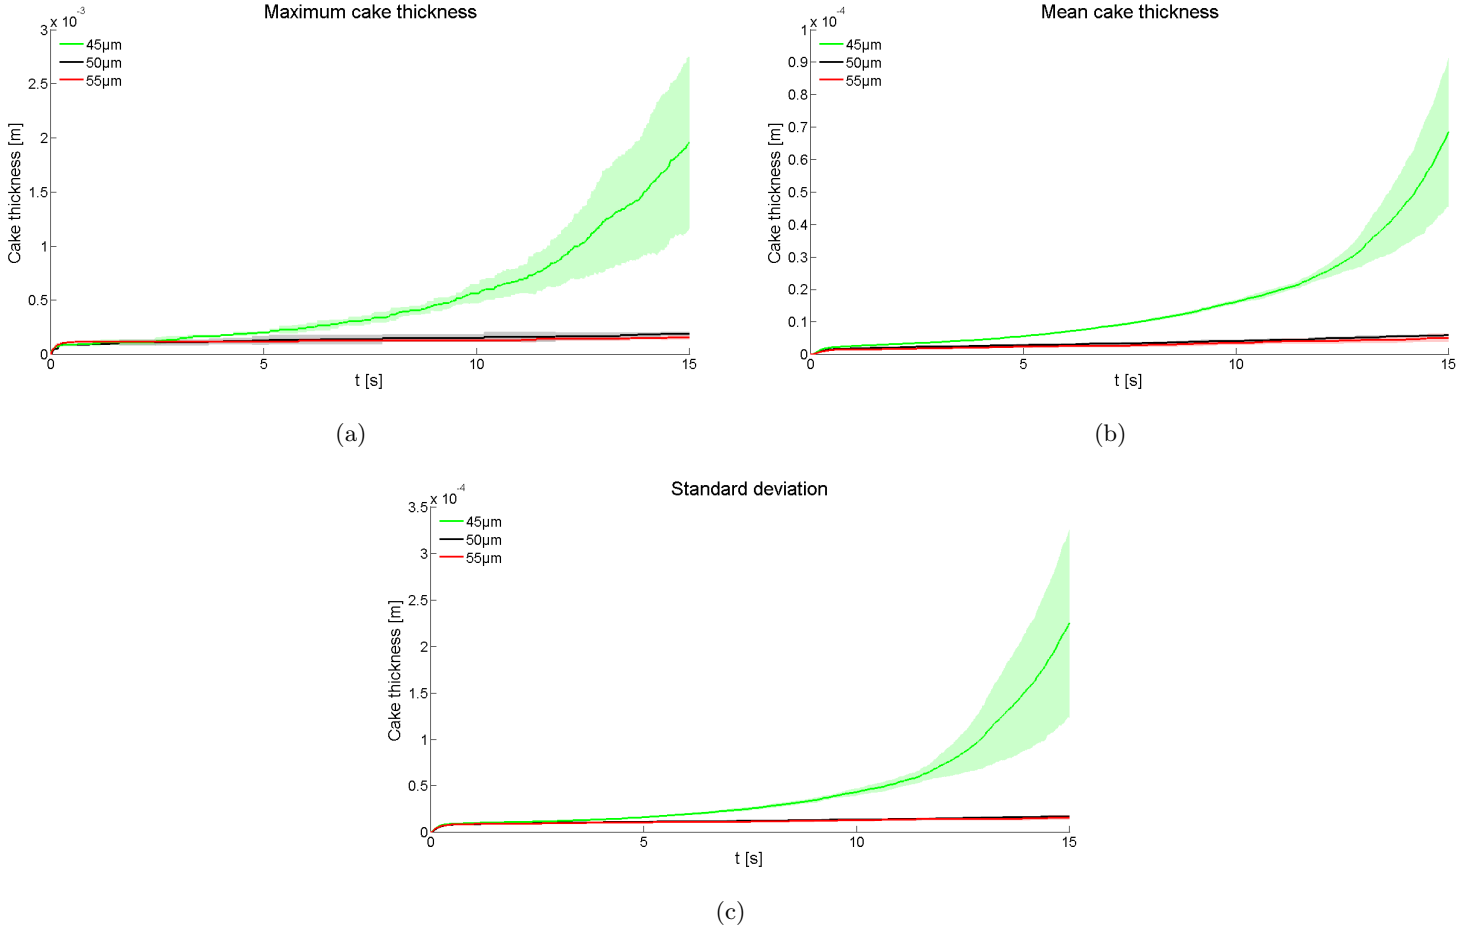 Maximum cake thickness
x 10^-3
3
2.5
2
1.5
1
0.5
0
Cake thickness [m]
45µm
50µm
55µm
0 5 10 15
t [s]
(a)
Mean cake thickness
x 10^-4
1
0.9
0.8
0.7
0.6
0.5
0.4
0.3
0.2
0.1
0
Cake thickness [m]
45µm
50µm
55µm
0 5 10 15
t [s]
(b)
Standard deviation
x 10^-4
3.5
3
2.5
2
1.5
1
0.5
0
Cake thickness [m]
45µm
50µm
55µm
0 5 10 15
t [s]
(c)